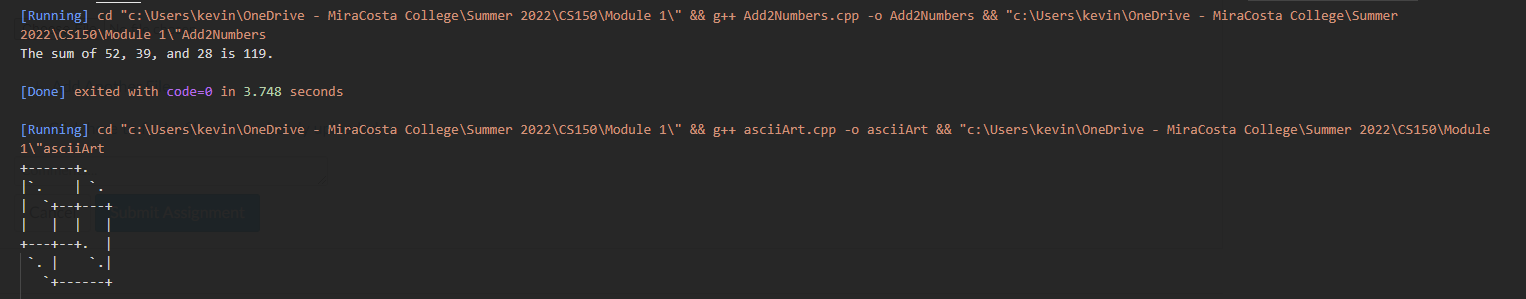 [Running] cd "c:\Users\kevin\OneDrive - MiraCosta College\Summer 2022\CS150\Module 1\" && g++ Add2Numbers.cpp -o Add2Numbers && "c:\Users\kevin\OneDrive - MiraCosta College\Summer
2022\CS150\Module 1\"Add2Numbers
The sum of 52, 39, and 28 is 119.

[Done] exited with code=0 in 3.748 seconds

[Running] cd "c:\Users\kevin\OneDrive - MiraCosta College\Summer 2022\CS150\Module 1\" && g++ asciiArt.cpp -o asciiArt && "c:\Users\kevin\OneDrive - MiraCosta College\Summer 2022\CS150\Module
1\"asciiArt
+------+.
|`.    | `.
|  `+--+---+
Submit Assignment
|   |  |   |
+---+--+.  |
 `. |    `.|
   `+------+